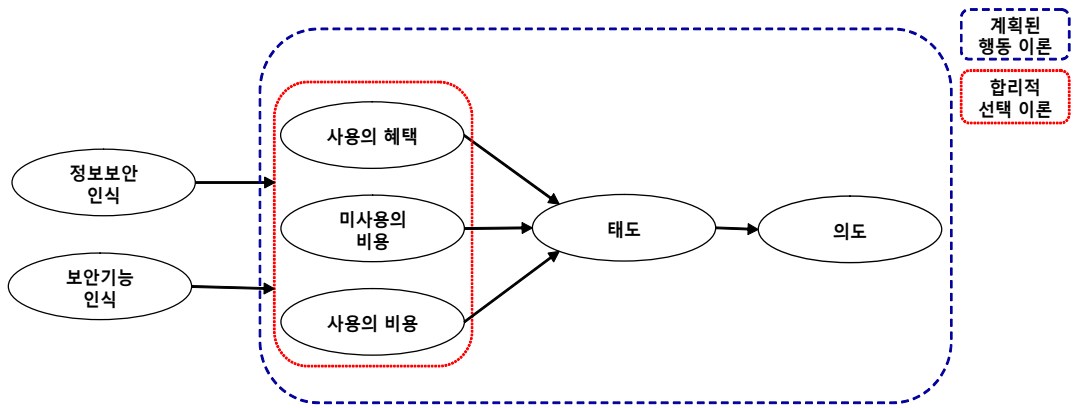 계획된
행동 이론
합리적
선택 이론
사용의 혜택
정보보안
인식
미사용의
비용
태도
의도
보안기능
인식
사용의 비용